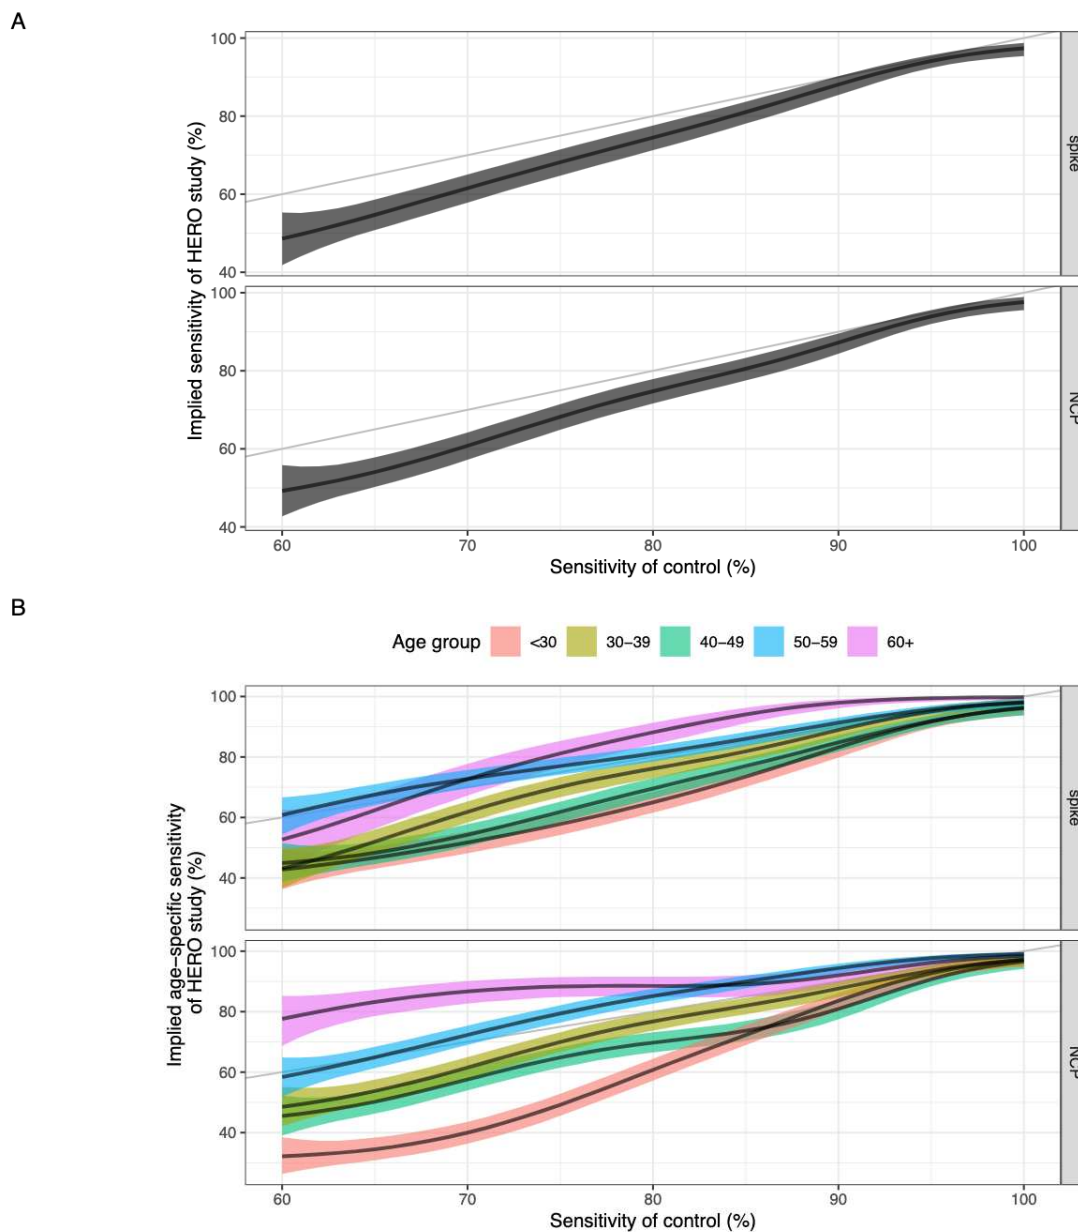 A
Implied sensitivity of HERO study (%)
100
80
60
40
spike
100
80
60
40
NCP
60 70 80 90 100
Sensitivity of control (%)
B
Age group <30 30–39 40–49 50–59 60+
Implied age–specific sensitivity
of HERO study (%)
100
80
60
40
spike
100
80
60
40
NCP
60 70 80 90 100
Sensitivity of control (%)